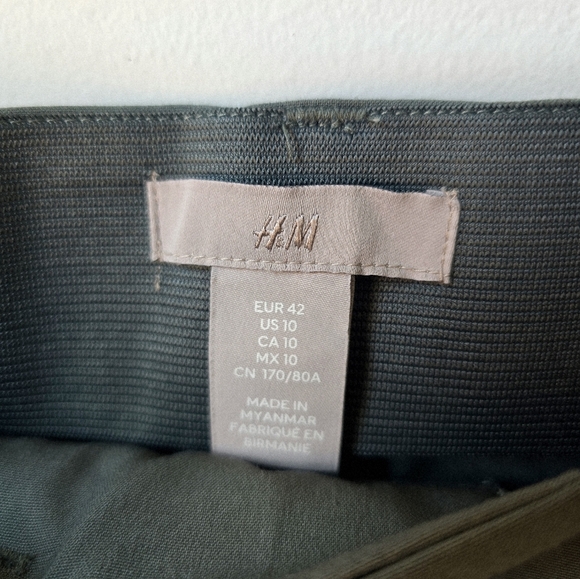 H&M
EUR 42
US 10
CA 10
MX 10
CN 170/80A
MADE IN
MYANMAR
FABRIQUÉ EN
BIRMANIE